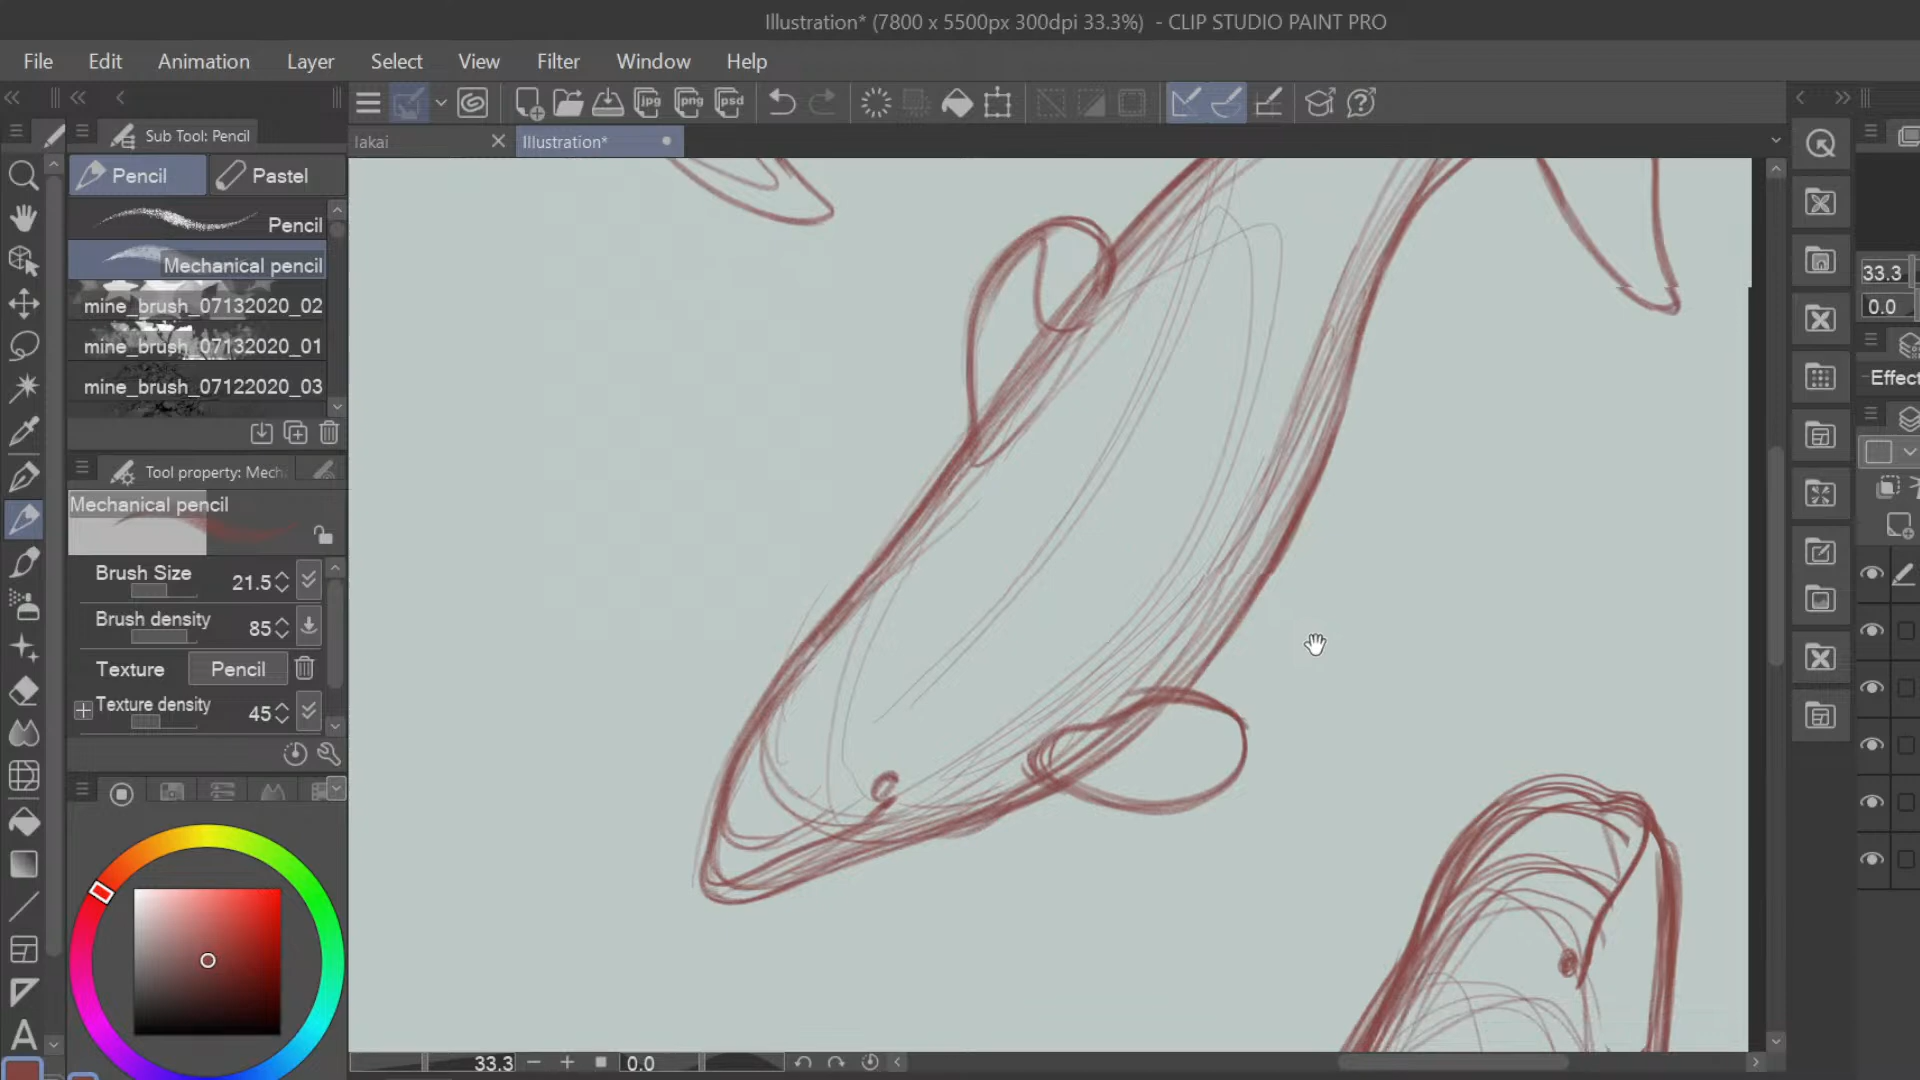 Illustration* (7800 x 5500px 300dpi 33.3%) - CLIP STUDIO PAINT PRO
File Edit Animation Layer Select View Filter Window Help
jpg png psd
Sub Tool: Pencil
lakai
Illustration*
Pencil
Pastel
Pencil
Mechanical pencil
mine_brush_07132020_02
mine_brush_07132020_01
mine_brush_07122020_03
Tool property: Mech
Mechanical pencil
Brush Size 21.5
Brush density 85
Texture Pencil
Texture density 45
33.3
0.0
Effect
A
33.3 0.0